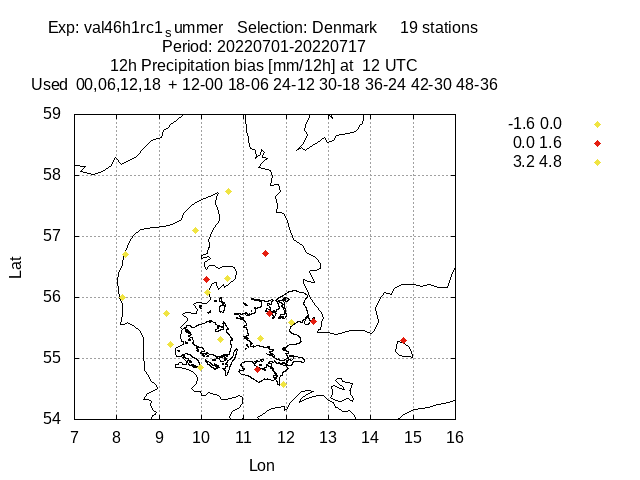 Exp: val46h1rc1summer Selection: Denmark 19 stations
Period: 20220701-20220717
12h Precipitation bias [mm/12h] at 12 UTC
Used 00,06,12,18 + 12-00 18-06 24-12 30-18 36-24 42-30 48-36
-1.6 0.0
0.0 1.6
3.2 4.8
59
58
57
56
55
54
Lat
7 8 9 10 11 12 13 14 15 16
Lon